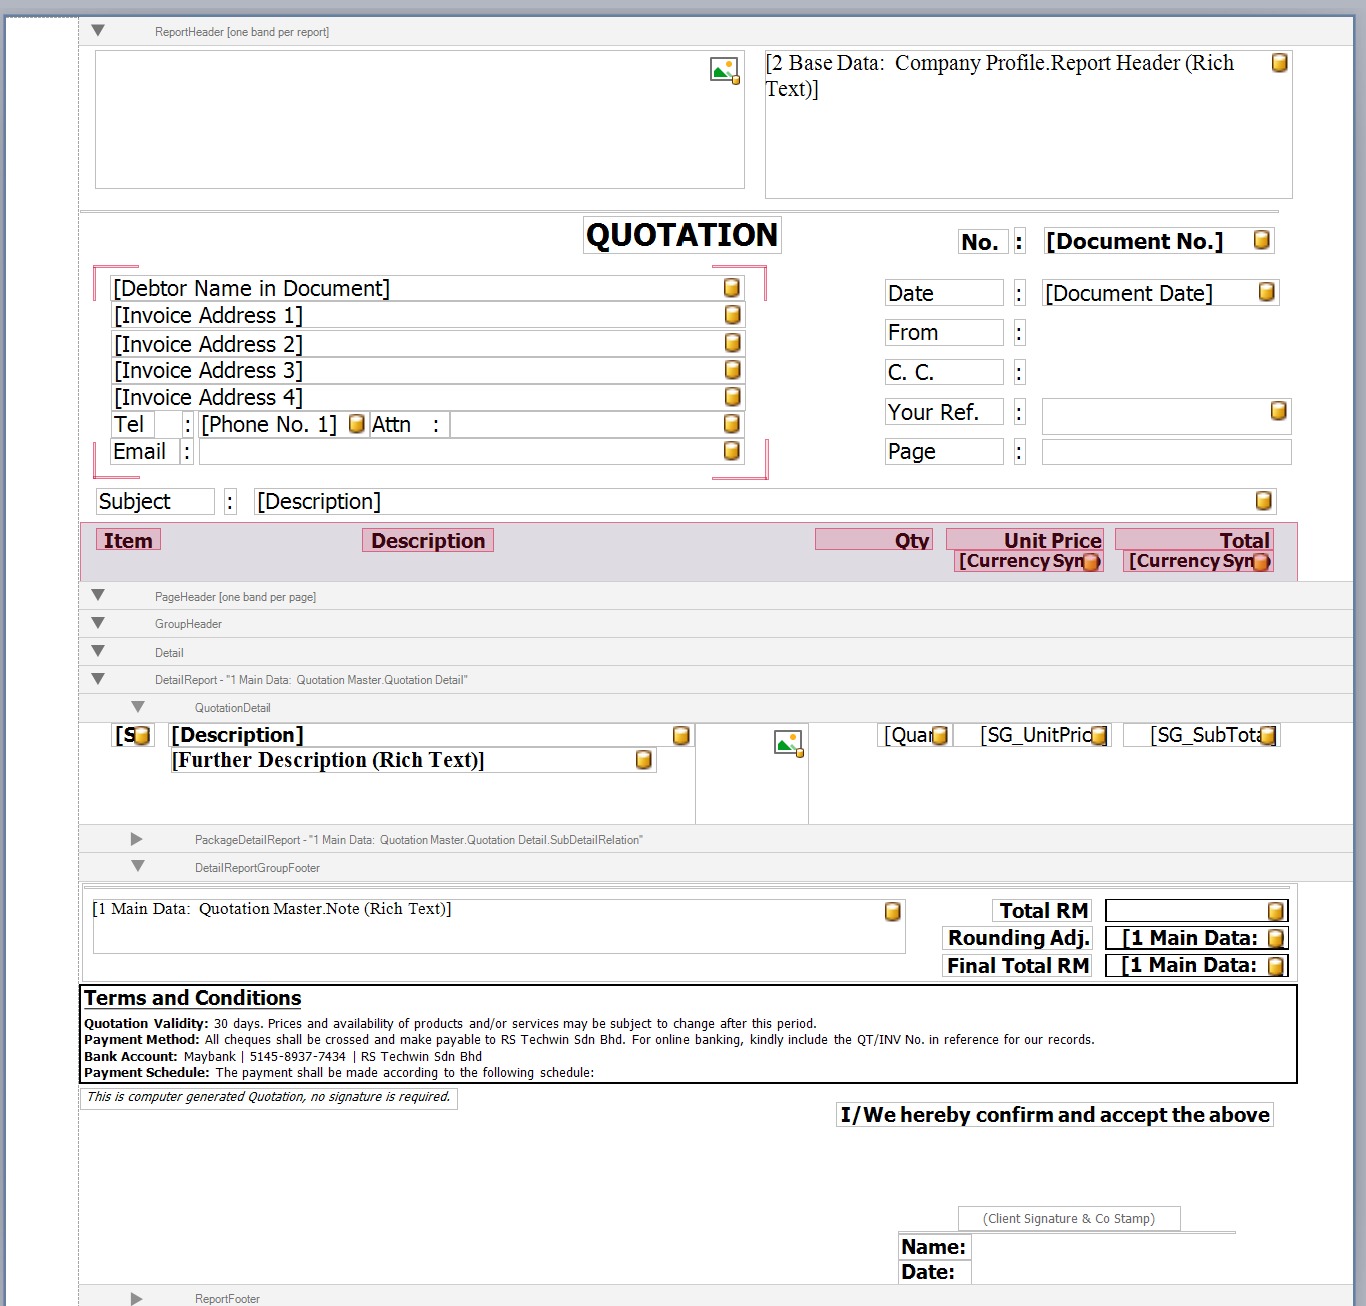 ReportHeader [one band per report]
[2 Base Data:  Company Profile.Report Header (Rich
Text)]
QUOTATION
No. : [Document No.]
[Debtor Name in Document]
Date : [Document Date]
[Invoice Address 1]
From :
[Invoice Address 2]
[Invoice Address 3]
C. C. :
[Invoice Address 4]
Your Ref. :
Tel : [Phone No. 1] Attn :
Email :
Page :
Subject : [Description]
Item Description Qty Unit Price Total
[Currency Sym [Currency Sym
PageHeader [one band per page]
GroupHeader
Detail
DetailReport - "1 Main Data:  Quotation Master.Quotation Detail"
QuotationDetail
[S [Description] [Quan [SG_UnitPric] [SG_SubTota]
[Further Description (Rich Text)]
PackageDetailReport - "1 Main Data:  Quotation Master.Quotation Detail.SubDetailRelation"
DetailReportGroupFooter
[1 Main Data:  Quotation Master.Note (Rich Text)]
Total RM
Rounding Adj. [1 Main Data:
Final Total RM [1 Main Data:
Terms and Conditions
Quotation Validity: 30 days. Prices and availability of products and/or services may be subject to change after this period.
Payment Method: All cheques shall be crossed and make payable to RS Techwin Sdn Bhd. For online banking, kindly include the QT/INV No. in reference for our records.
Bank Account: Maybank | 5145-8937-7434 | RS Techwin Sdn Bhd
Payment Schedule: The payment shall be made according to the following schedule:
This is computer generated Quotation, no signature is required.
I/We hereby confirm and accept the above
(Client Signature & Co Stamp)
Name:
Date:
ReportFooter